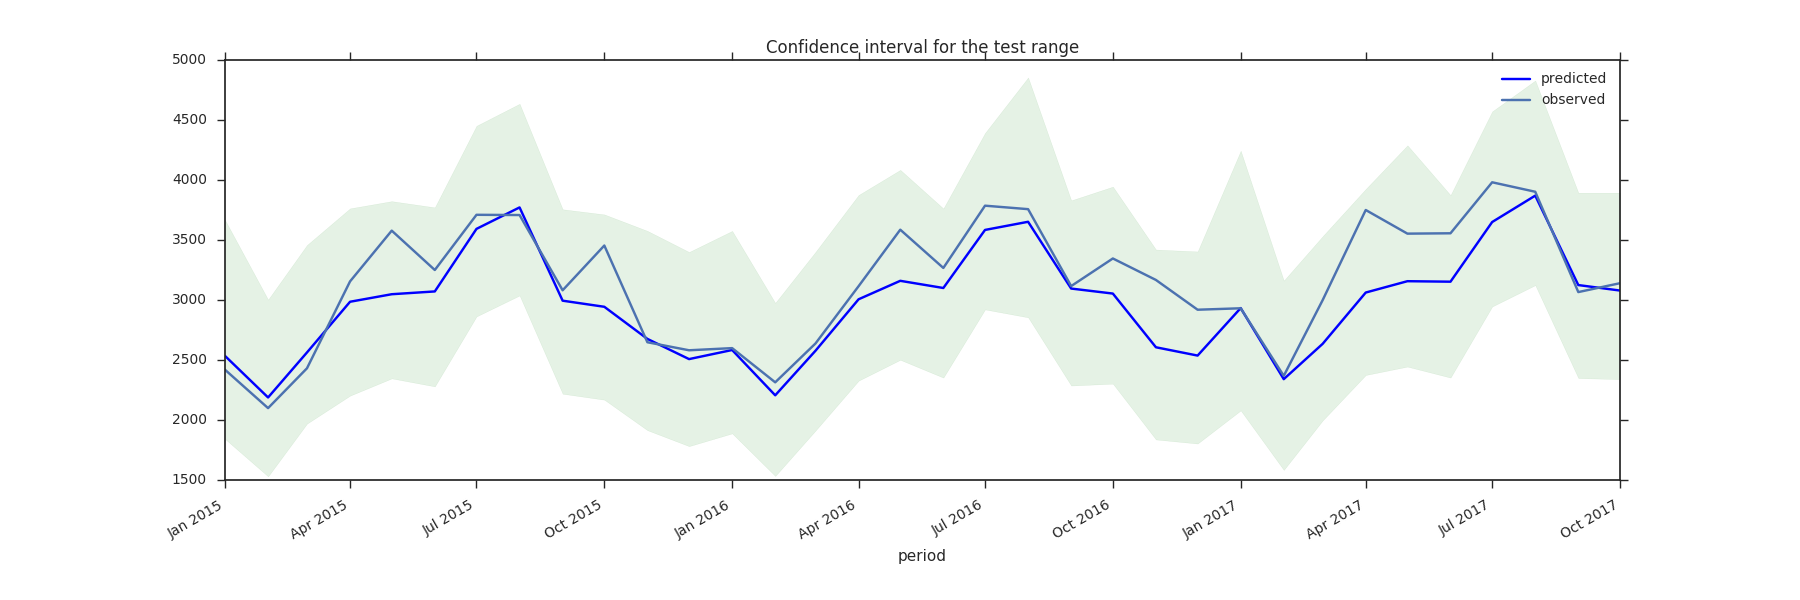 Confidence interval for the test range
5000
4500
4000
3500
3000
2500
2000
1500
predicted
observed
Jan 2015
Apr 2015
Jul 2015
Oct 2015
Jan 2016
Apr 2016
Jul 2016
Oct 2016
Jan 2017
Apr 2017
Jul 2017
Oct 2017
period